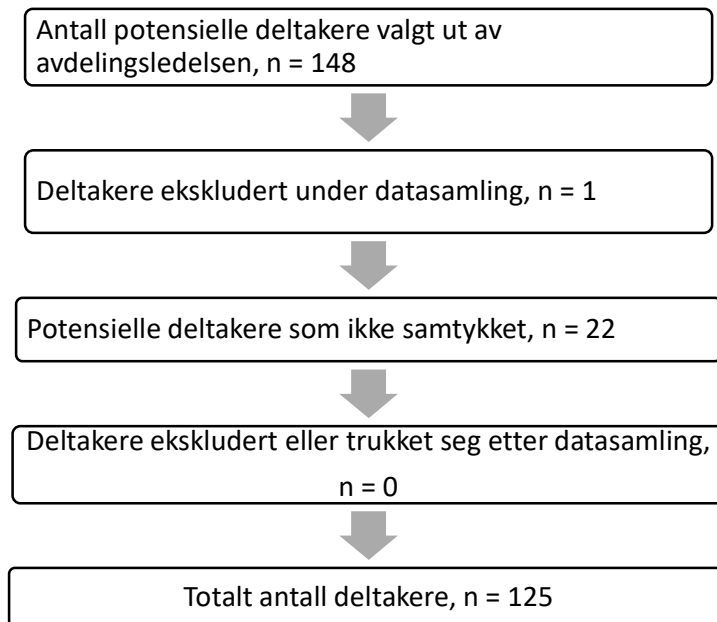 Antall potensielle deltakere valgt ut av
avdelingsledelsen, n = 148
Deltakere ekskludert under datasamling, n = 1
Potensielle deltakere som ikke samtykket, n = 22
Deltakere ekskludert eller trukket seg etter datasamling,
n = 0
Totalt antall deltakere, n = 125